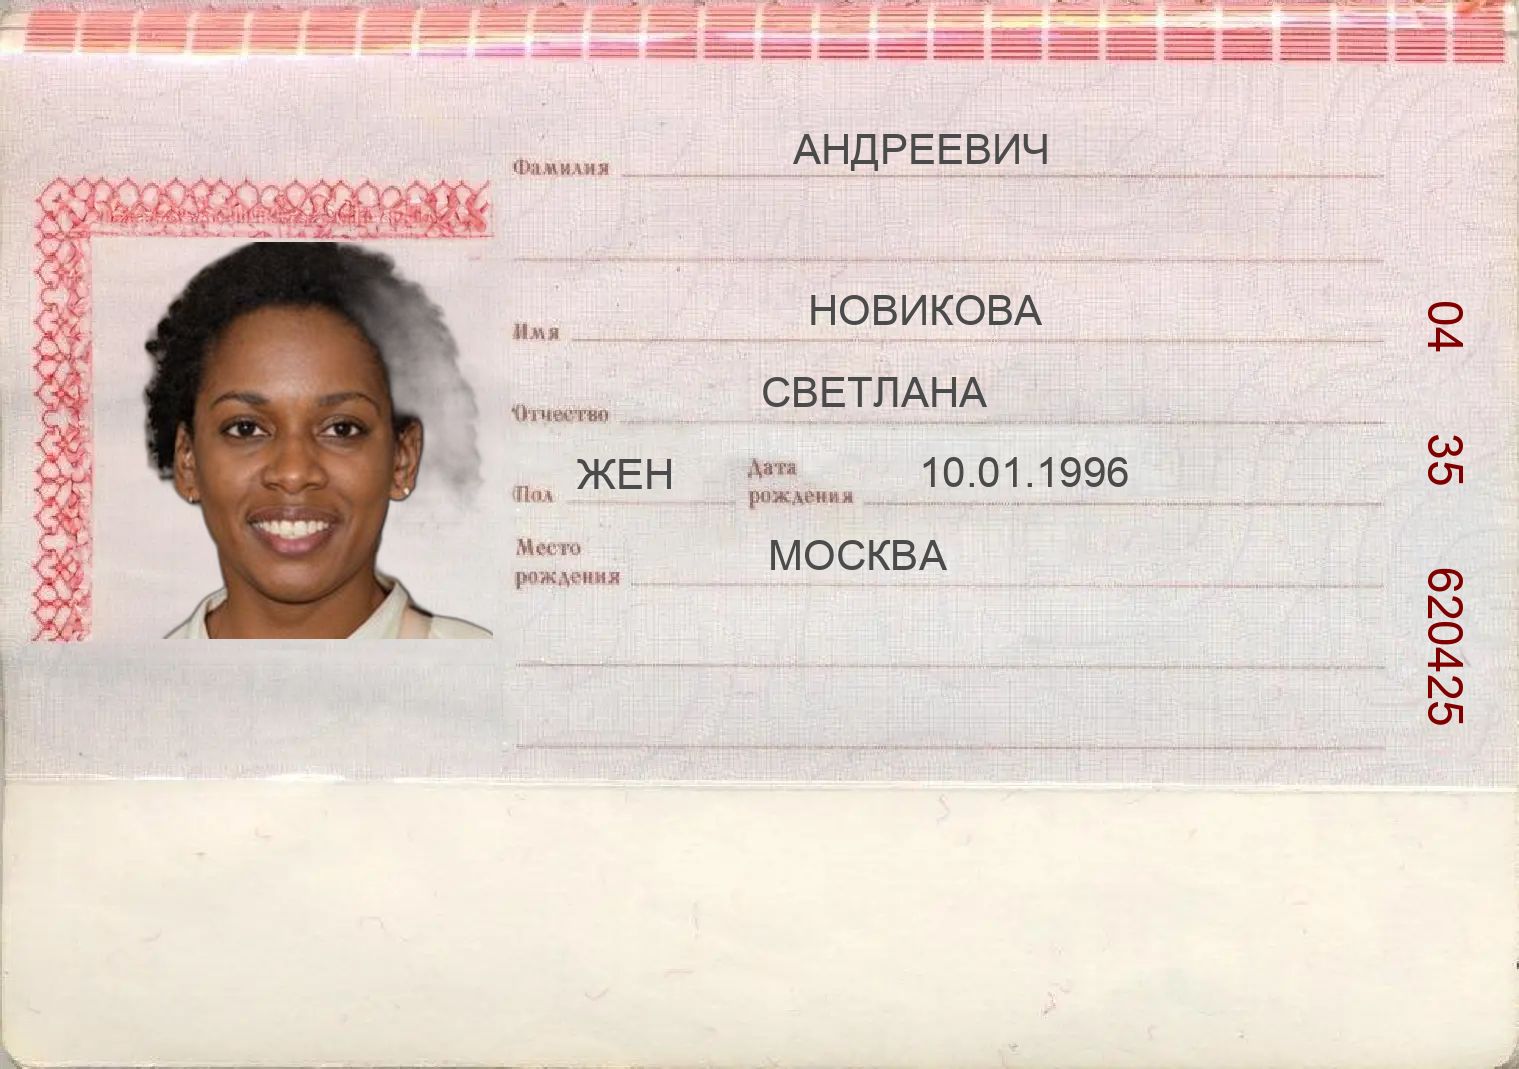 Фамилия АНДРЕЕВИЧ
Имя НОВИКОВА
Отчество СВЕТЛАНА
Пол ЖЕН Дата рождения 10.01.1996
Место рождения МОСКВА
04 35 620425